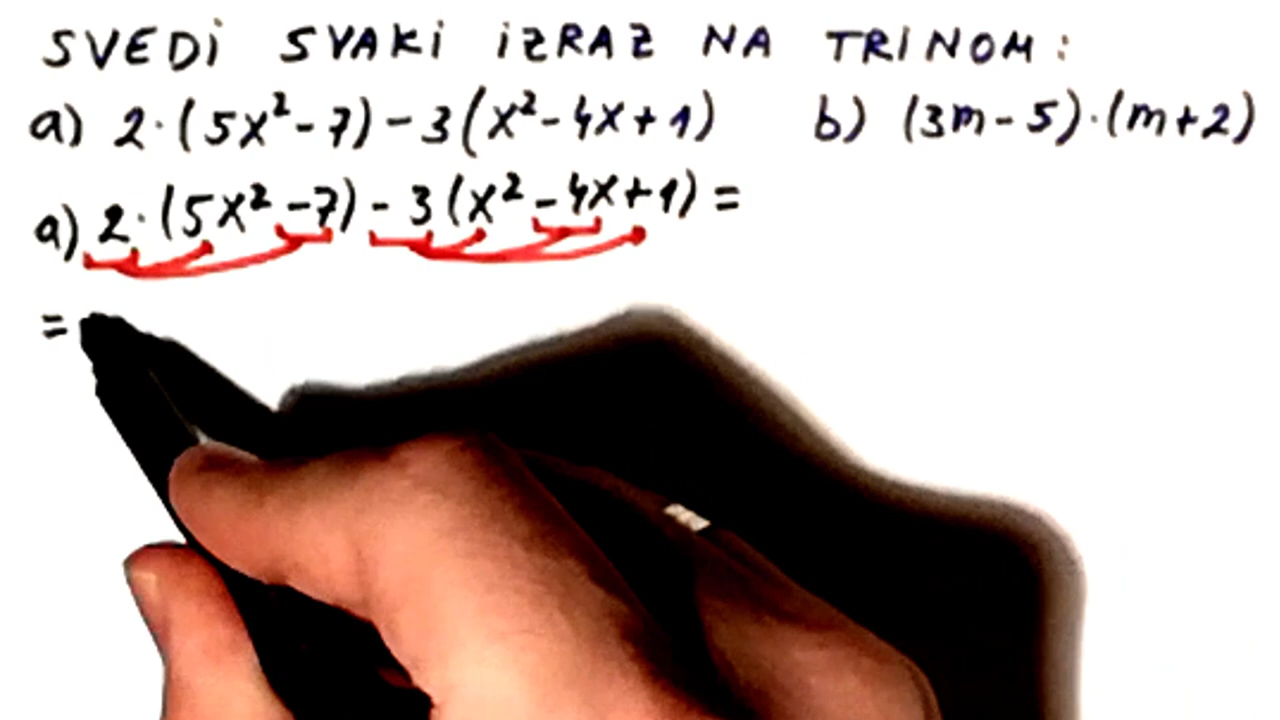 SVEDI SVAKI IZRAZ NA TRINOM:
a) 2·(5x²-7)-3(x²-4x+1) b) (3m-5)·(m+2)
a) 2·(5x²-7)-3(x²-4x+1)=
=